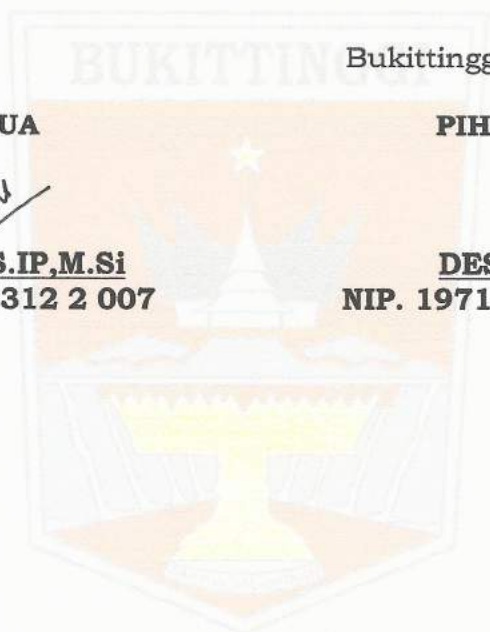 BUKITTINGGI
Bukittingg
UA
PIH
S.IP,M.Si
312 2 007
DES
NIP. 1971